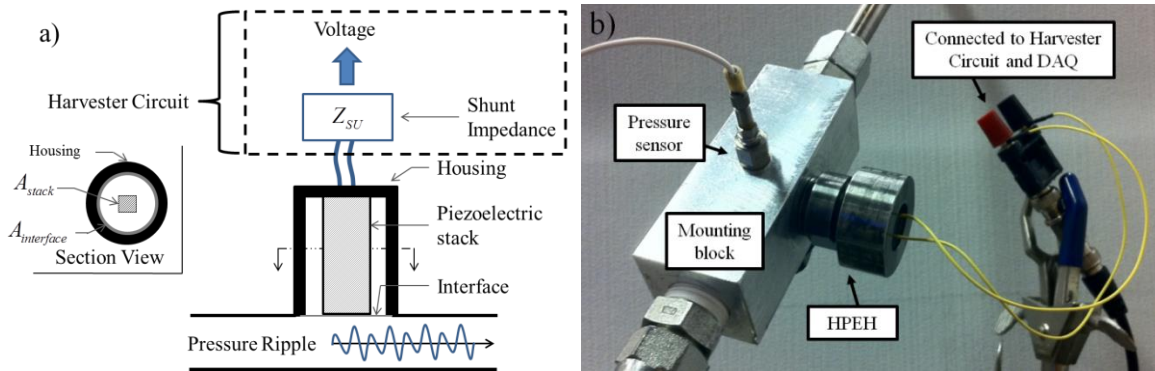 a)
Voltage
Harvester Circuit
Z_SU
Shunt
Impedance
Housing
Housing
A_stack
Piezoelectric
stack
A_interface
Section View
Interface
Pressure Ripple
b)
Connected to Harvester
Circuit and DAQ
Pressure
sensor
Mounting
block
HPEH